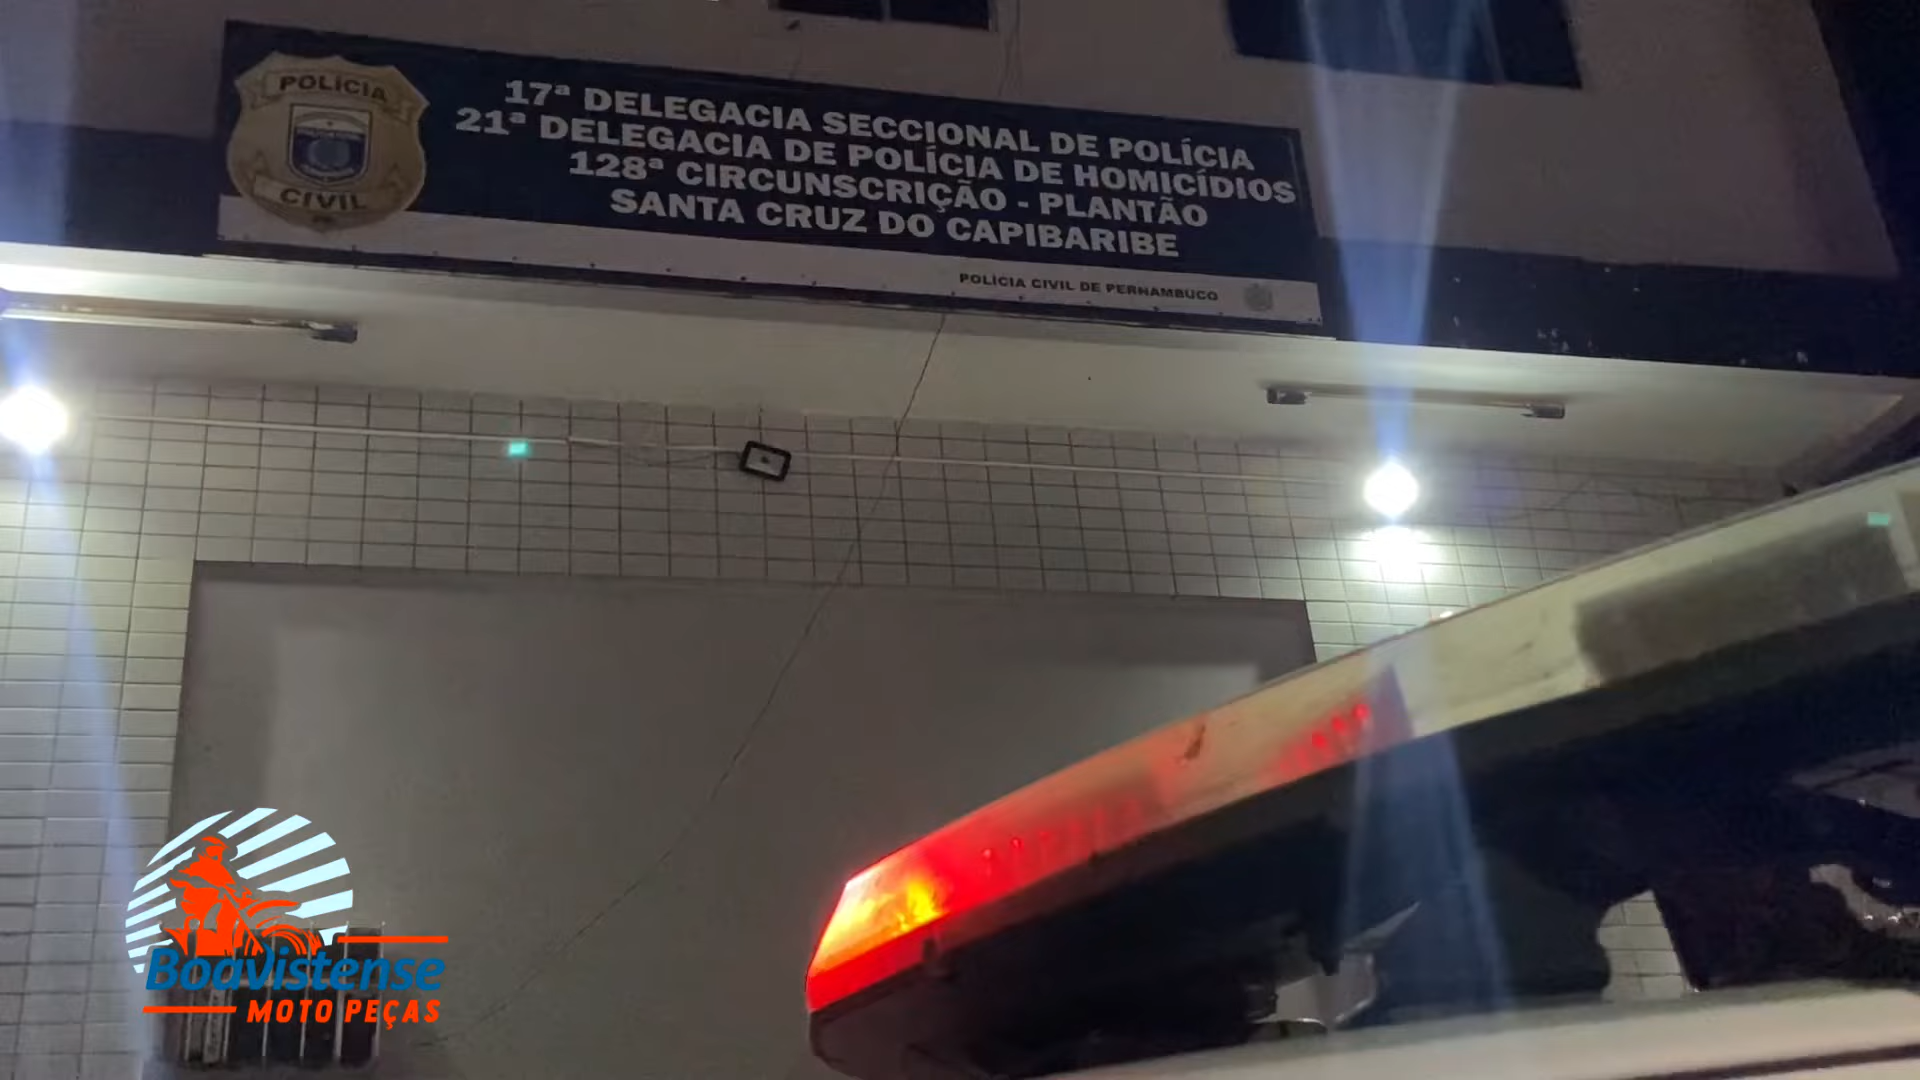 POLÍCIA
CIVIL
17ª DELEGACIA SECCIONAL DE POLÍCIA
21ª DELEGACIA DE POLÍCIA DE HOMICÍDIOS
128ª CIRCUNSCRIÇÃO - PLANTÃO
SANTA CRUZ DO CAPIBARIBE
POLÍCIA CIVIL DE PERNAMBUCO
BoaVistense
MOTO PEÇAS